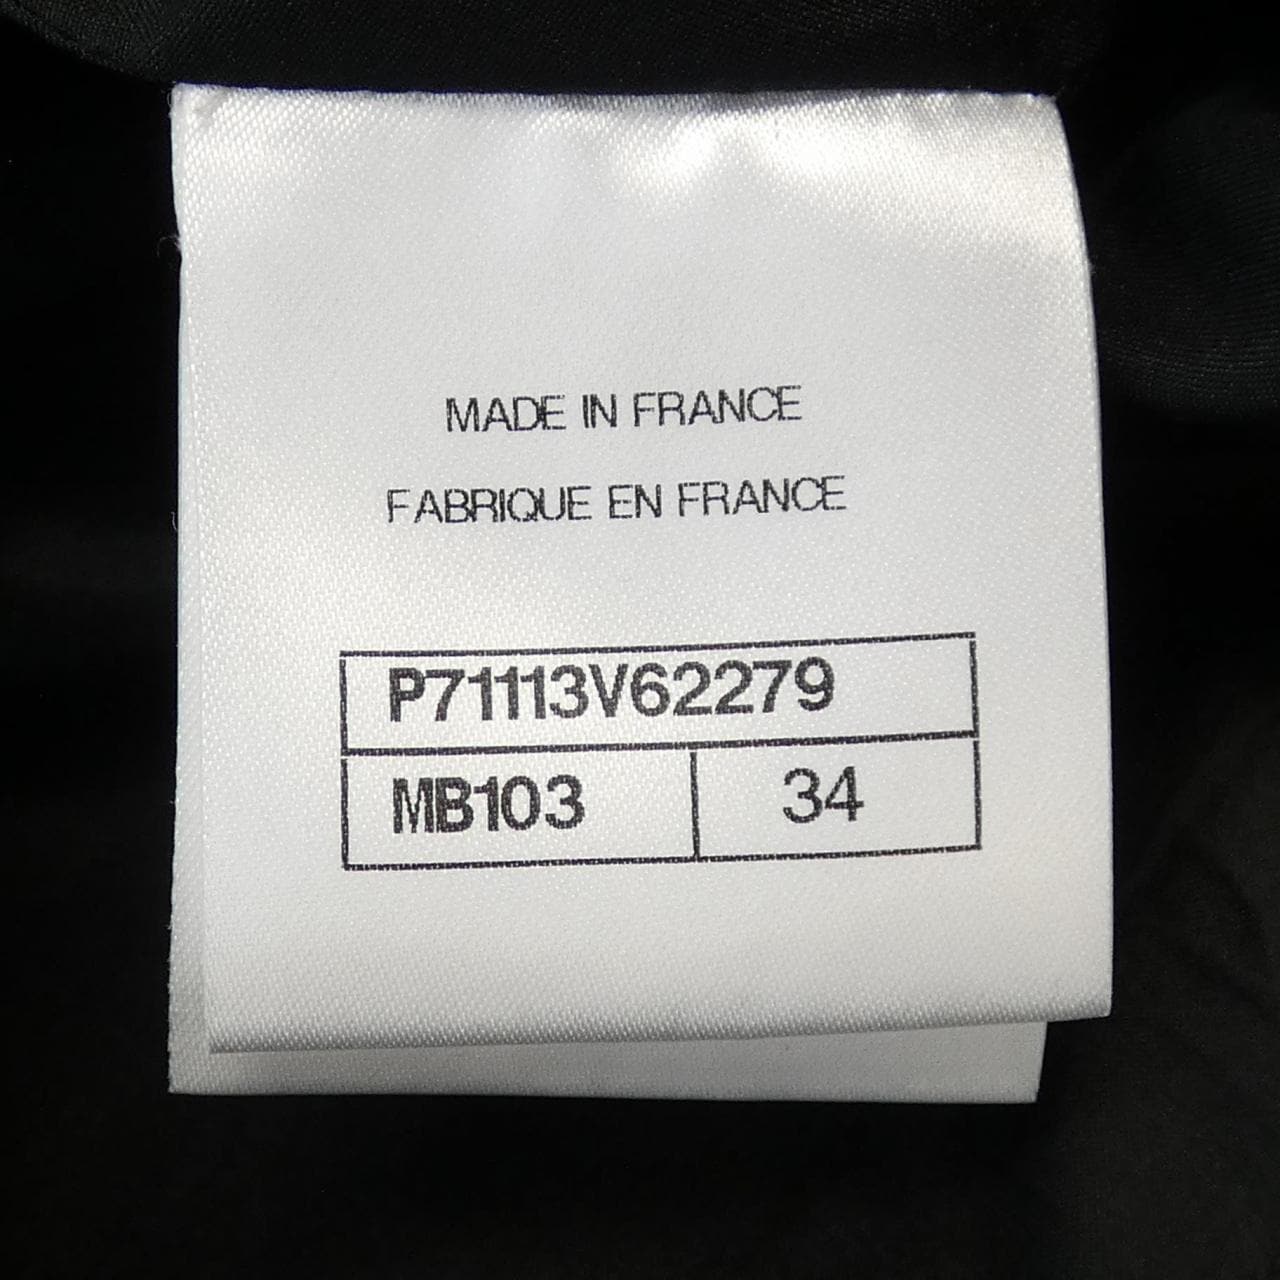 MADE IN FRANCE
FABRIQUE EN FRANCE
P71113V62279
MB103 34